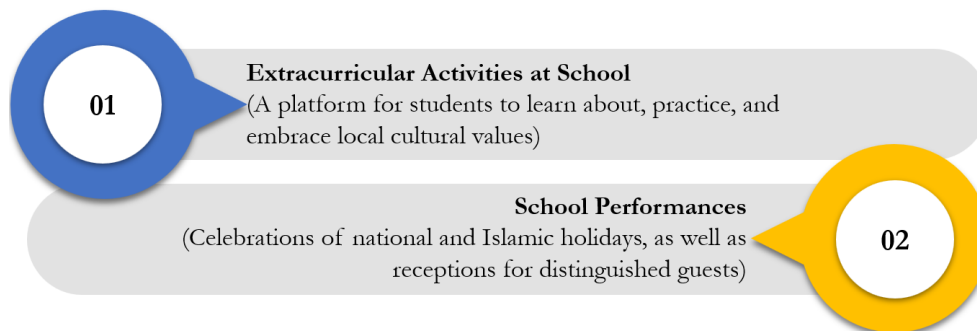 01
Extracurricular Activities at School
(A platform for students to learn about, practice, and
embrace local cultural values)
School Performances
(Celebrations of national and Islamic holidays, as well as
receptions for distinguished guests)
02